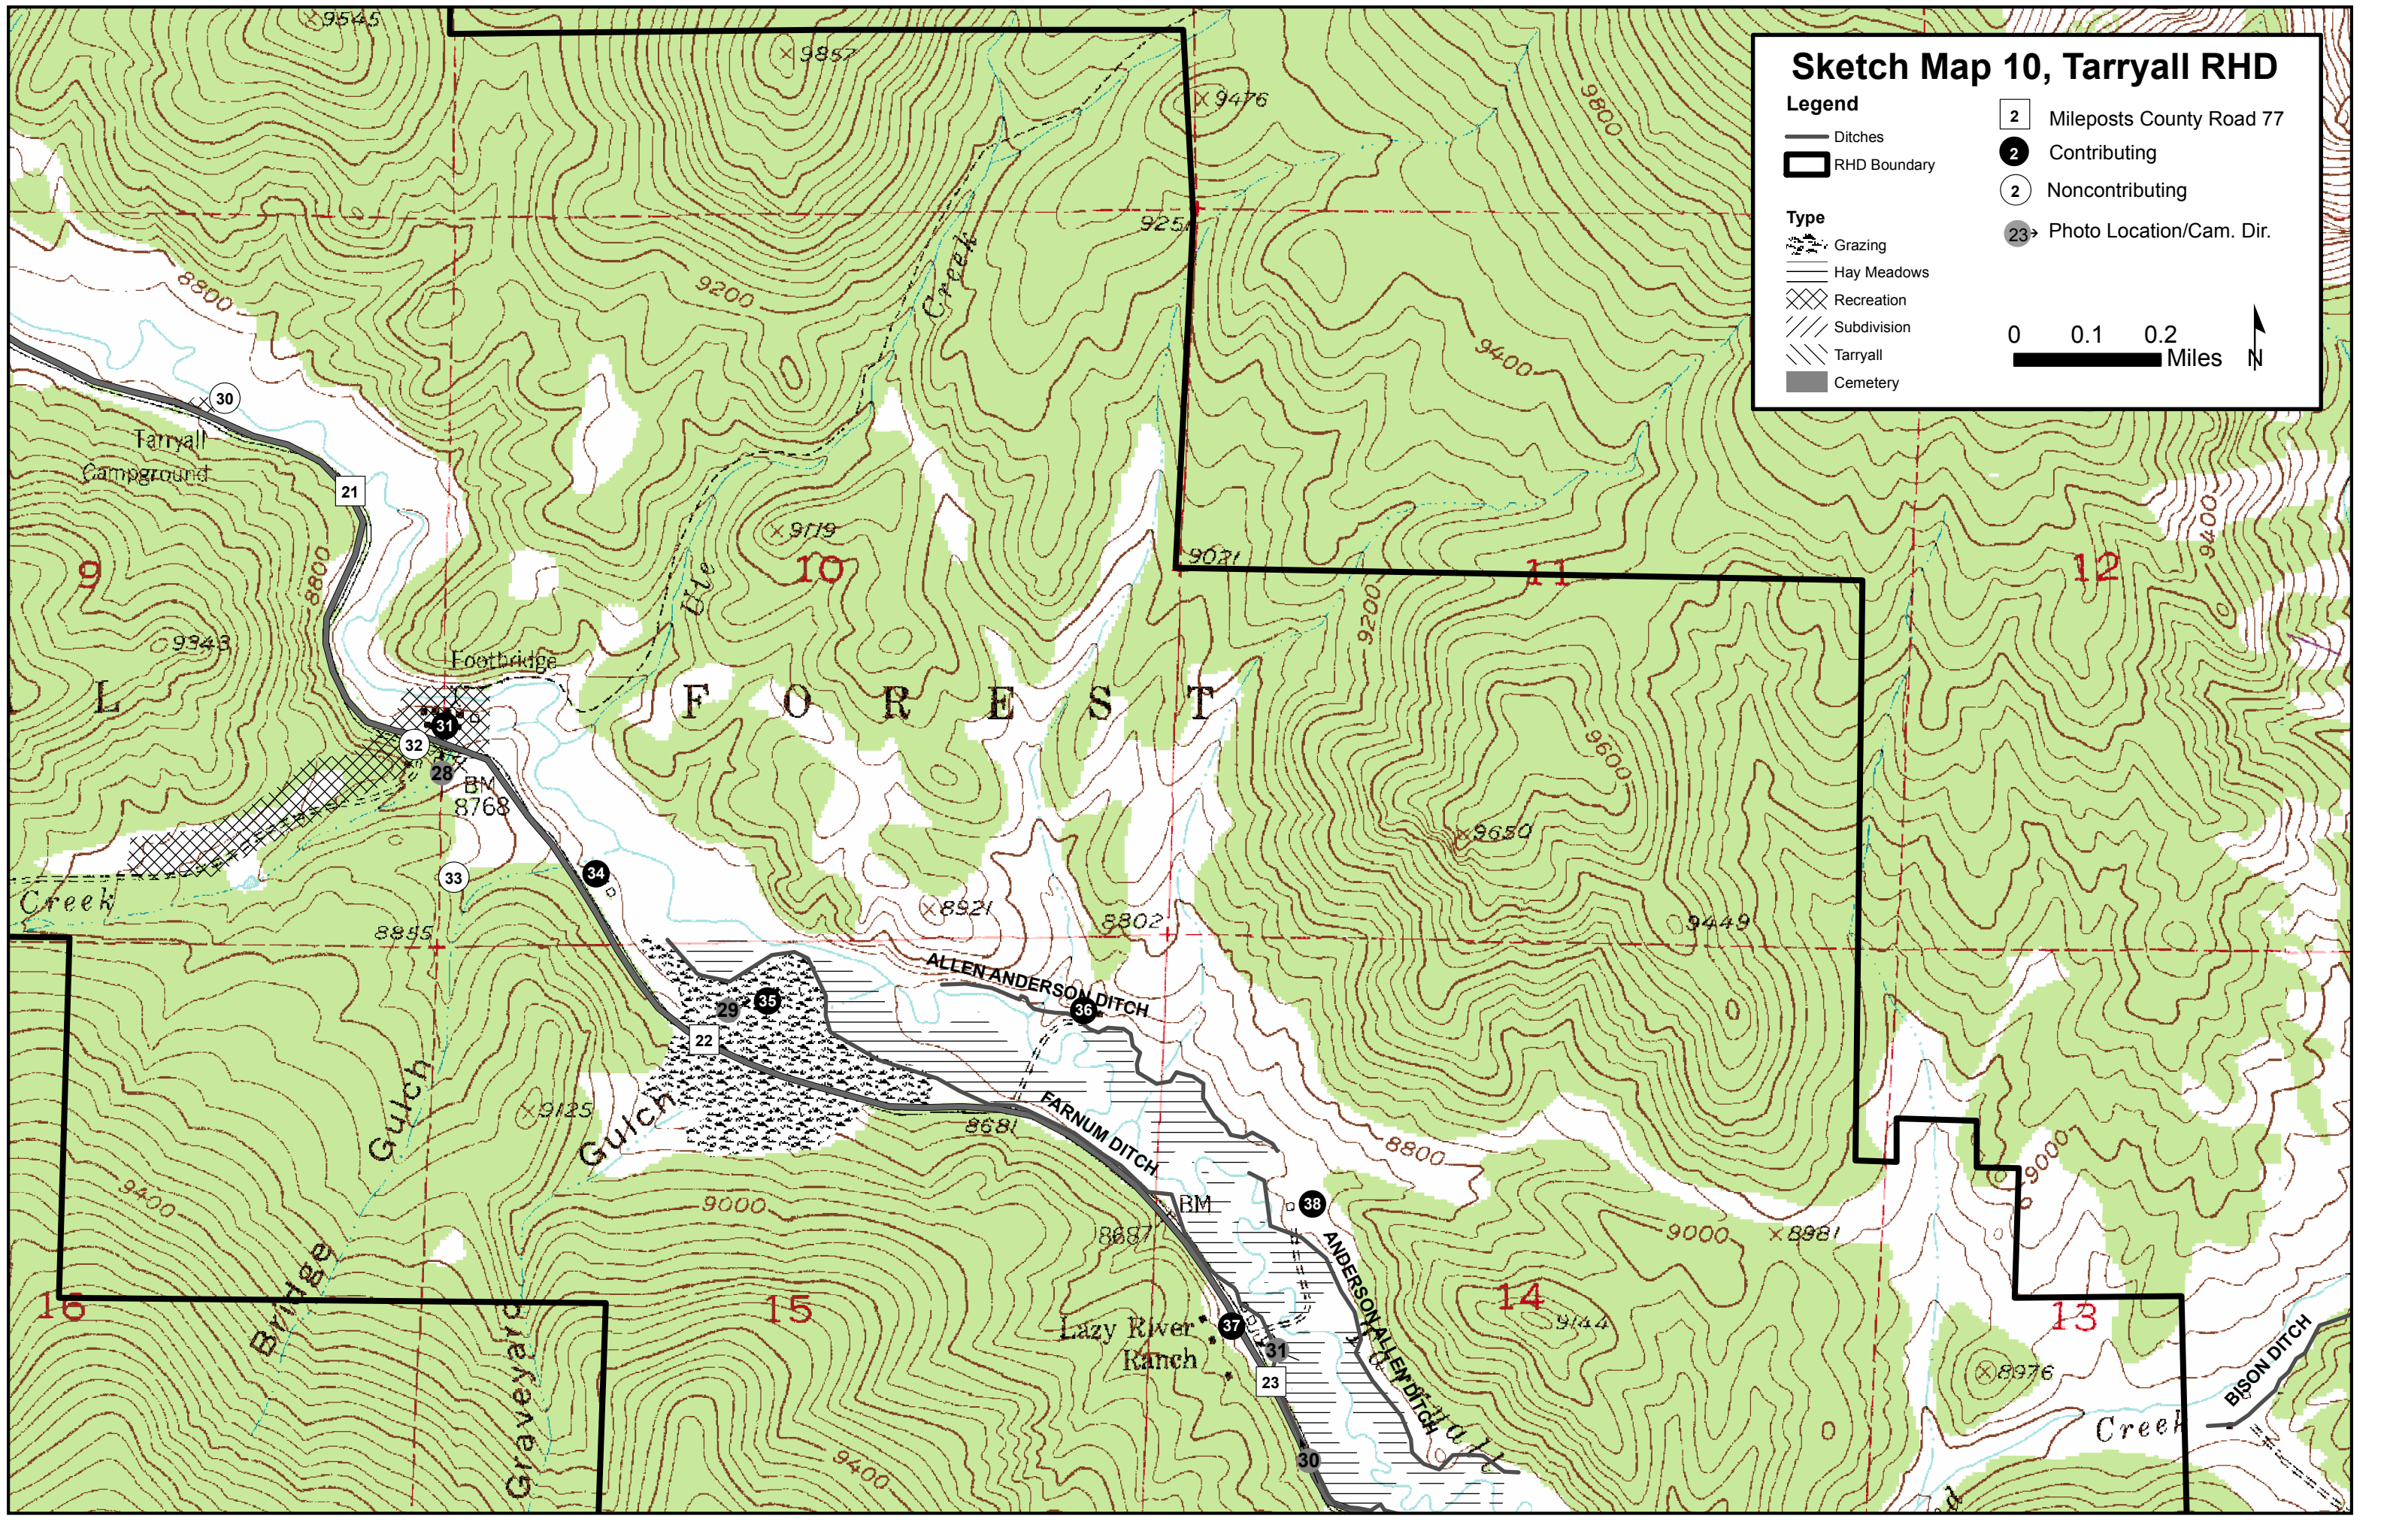 9545
9857
9476
9800
Sketch Map 10, Tarryall RHD
Legend
Ditches
RHD Boundary
2 Mileposts County Road 77
2 Contributing
2 Noncontributing
23 Photo Location/Cam. Dir.
Type
Grazing
Hay Meadows
Recreation
Subdivision
Tarryall
Cemetery
0 0.1 0.2
Miles
N
925
Creek
8800
9200
9400
30
Tarryall
Campground
21
9119
9400
9021
9
10
11
12
8800
Ute
9200
9343
Footbridge
L
F O R E S T
31
32
28
BM
8768
9600
9650
34
33
Creek
8921
8802
9449
8855
ALLEN ANDERSON DITCH
29
35
36
22
Gulch
9125
Gulch
8681
FARNUM DITCH
8800
9000
9400
9000
BM
38
8687
9000
8981
Bridge
ANDERSON ALLEN DITCH
16
15
14
13
9144
Lazy River
Ranch
37
31
23
8976
BISON DITCH
Graveyard
Creek
9400
30
d